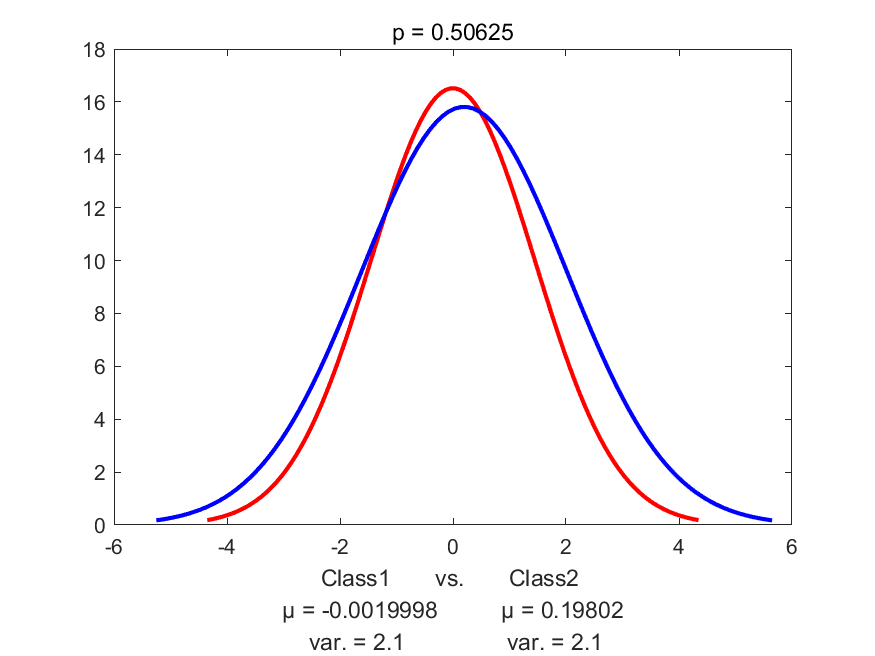 p = 0.50625
18
16
14
12
10
8
6
4
2
0
-6 -4 -2 0 2 4 6
Class1 vs. Class2
μ = -0.0019998 μ = 0.19802
var. = 2.1 var. = 2.1